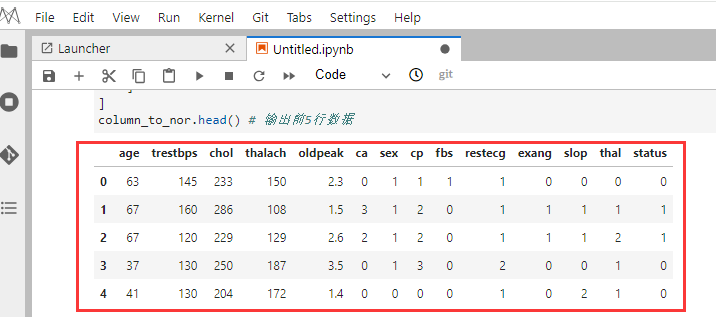 File Edit View Run Kernel Git Tabs Settings Help
Launcher Untitled.ipynb
Code git
]
column_to_nor.head() # 输出前5行数据
age trestbps chol thalach oldpeak ca sex cp fbs restecg exang slop thal status
0 63 145 233 150 2.3 0 1 1 1 1 0 0 0 0
1 67 160 286 108 1.5 3 1 2 0 1 1 1 1 1
2 67 120 229 129 2.6 2 1 2 0 1 1 1 2 1
3 37 130 250 187 3.5 0 1 3 0 2 0 0 1 0
4 41 130 204 172 1.4 0 0 0 0 1 0 2 1 0